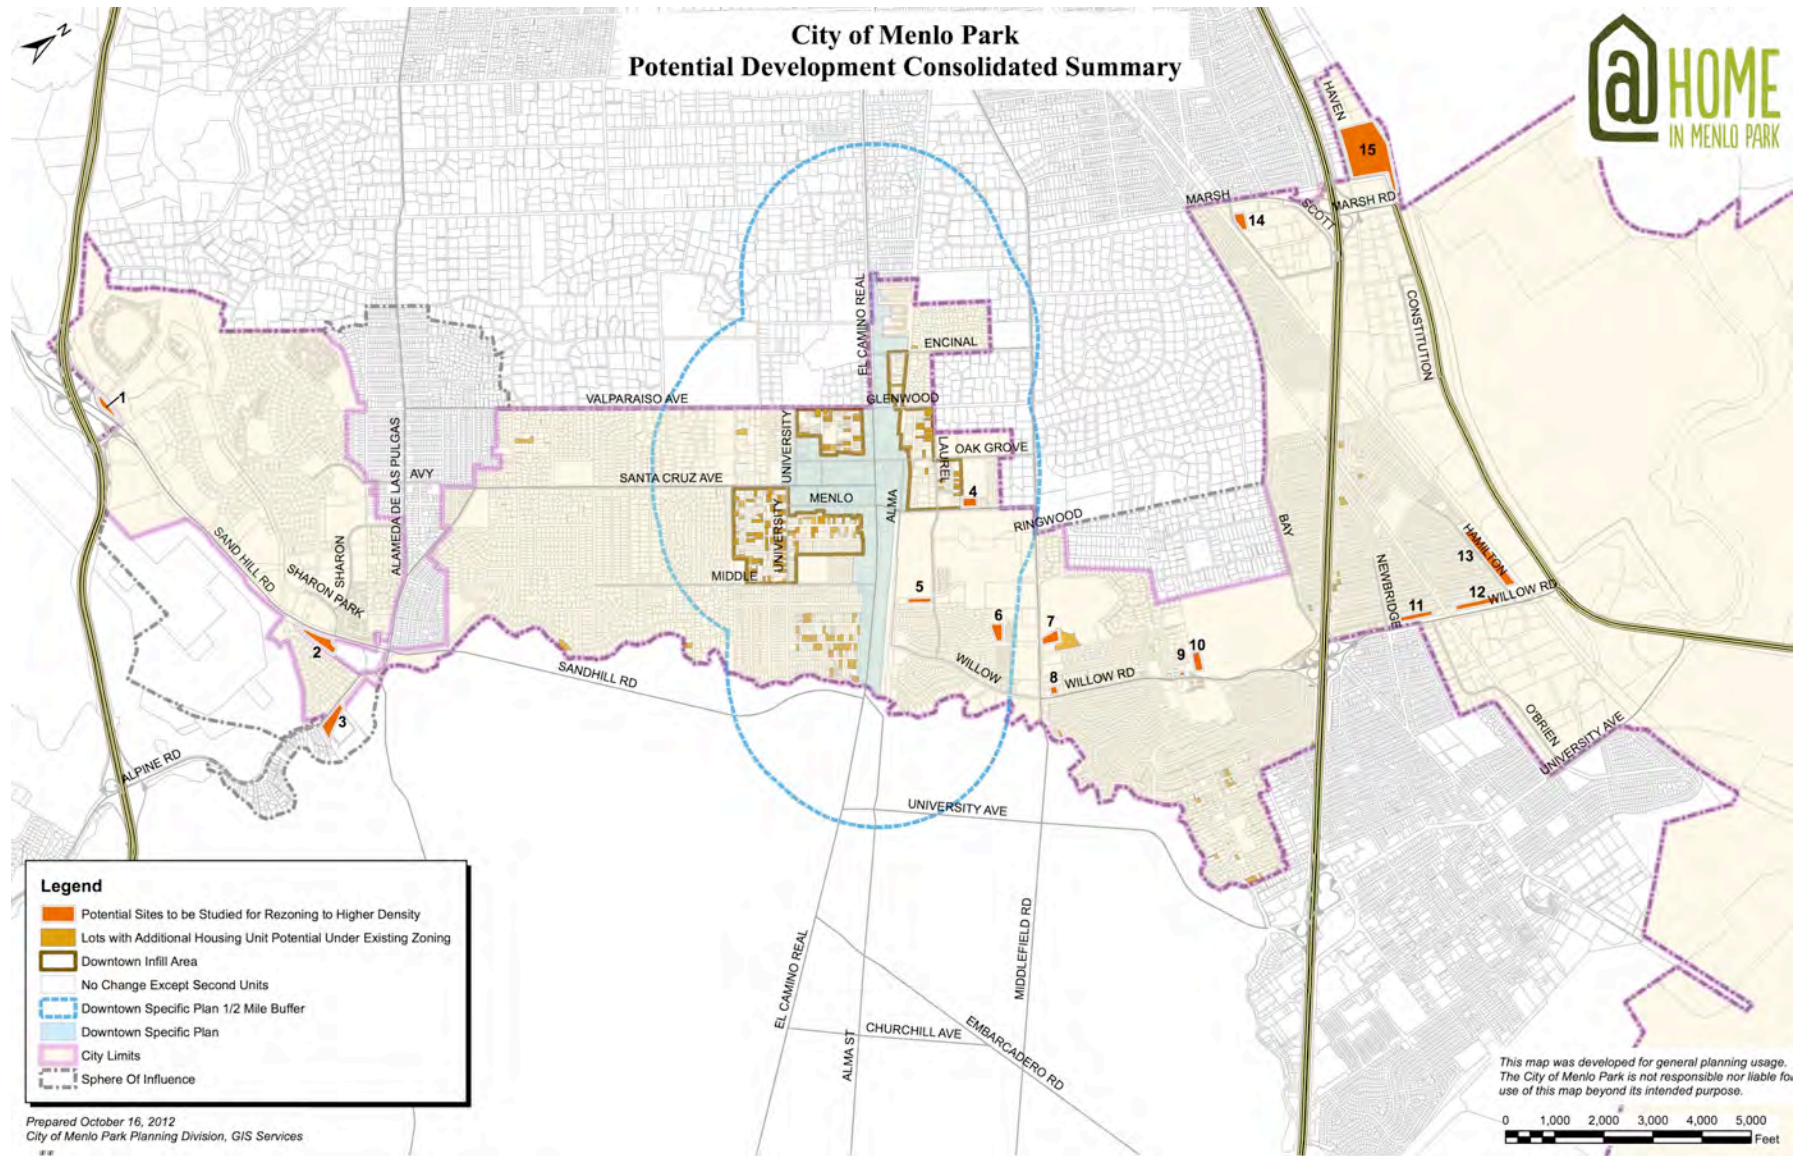 City of Menlo Park
Potential Development Consolidated Summary
N
@ HOME
IN MENLO PARK
HAVEN
15
MARSH
SCOTT
MARSH RD
14
EL CAMINO REAL
CONSTITUTION
ENCINAL
1
VALPARAISO AVE
GLENWOOD
UNIVERSITY
ALAMEDA DE LAS PULGAS
OAK GROVE
LAUREL
AVY
SANTA CRUZ AVE
4
MENLO
ALMA
UNIVERSITY
RINGWOOD
BAY
SAND HILL RD
SHARON
HAMILTON
13
NEWBRIDGE
SHARON PARK
MIDDLE
5
12
WILLOW RD
11
6
7
2
WILLOW
10
9
SANDHILL RD
8
WILLOW RD
3
O'BRIEN
UNIVERSITY AVE
ALPINE RD
UNIVERSITY AVE
Legend
Potential Sites to be Studied for Rezoning to Higher Density
Lots with Additional Housing Unit Potential Under Existing Zoning
Downtown Infill Area
No Change Except Second Units
Downtown Specific Plan 1/2 Mile Buffer
Downtown Specific Plan
City Limits
Sphere Of Influence
EL CAMINO REAL
MIDDLEFIELD RD
CHURCHILL AVE
EMBARCADERO RD
ALMA ST
This map was developed for general planning usage.
The City of Menlo Park is not responsible nor liable for
use of this map beyond its intended purpose.
0 1,000 2,000 3,000 4,000 5,000
Feet
Prepared October 16, 2012
City of Menlo Park Planning Division, GIS Services